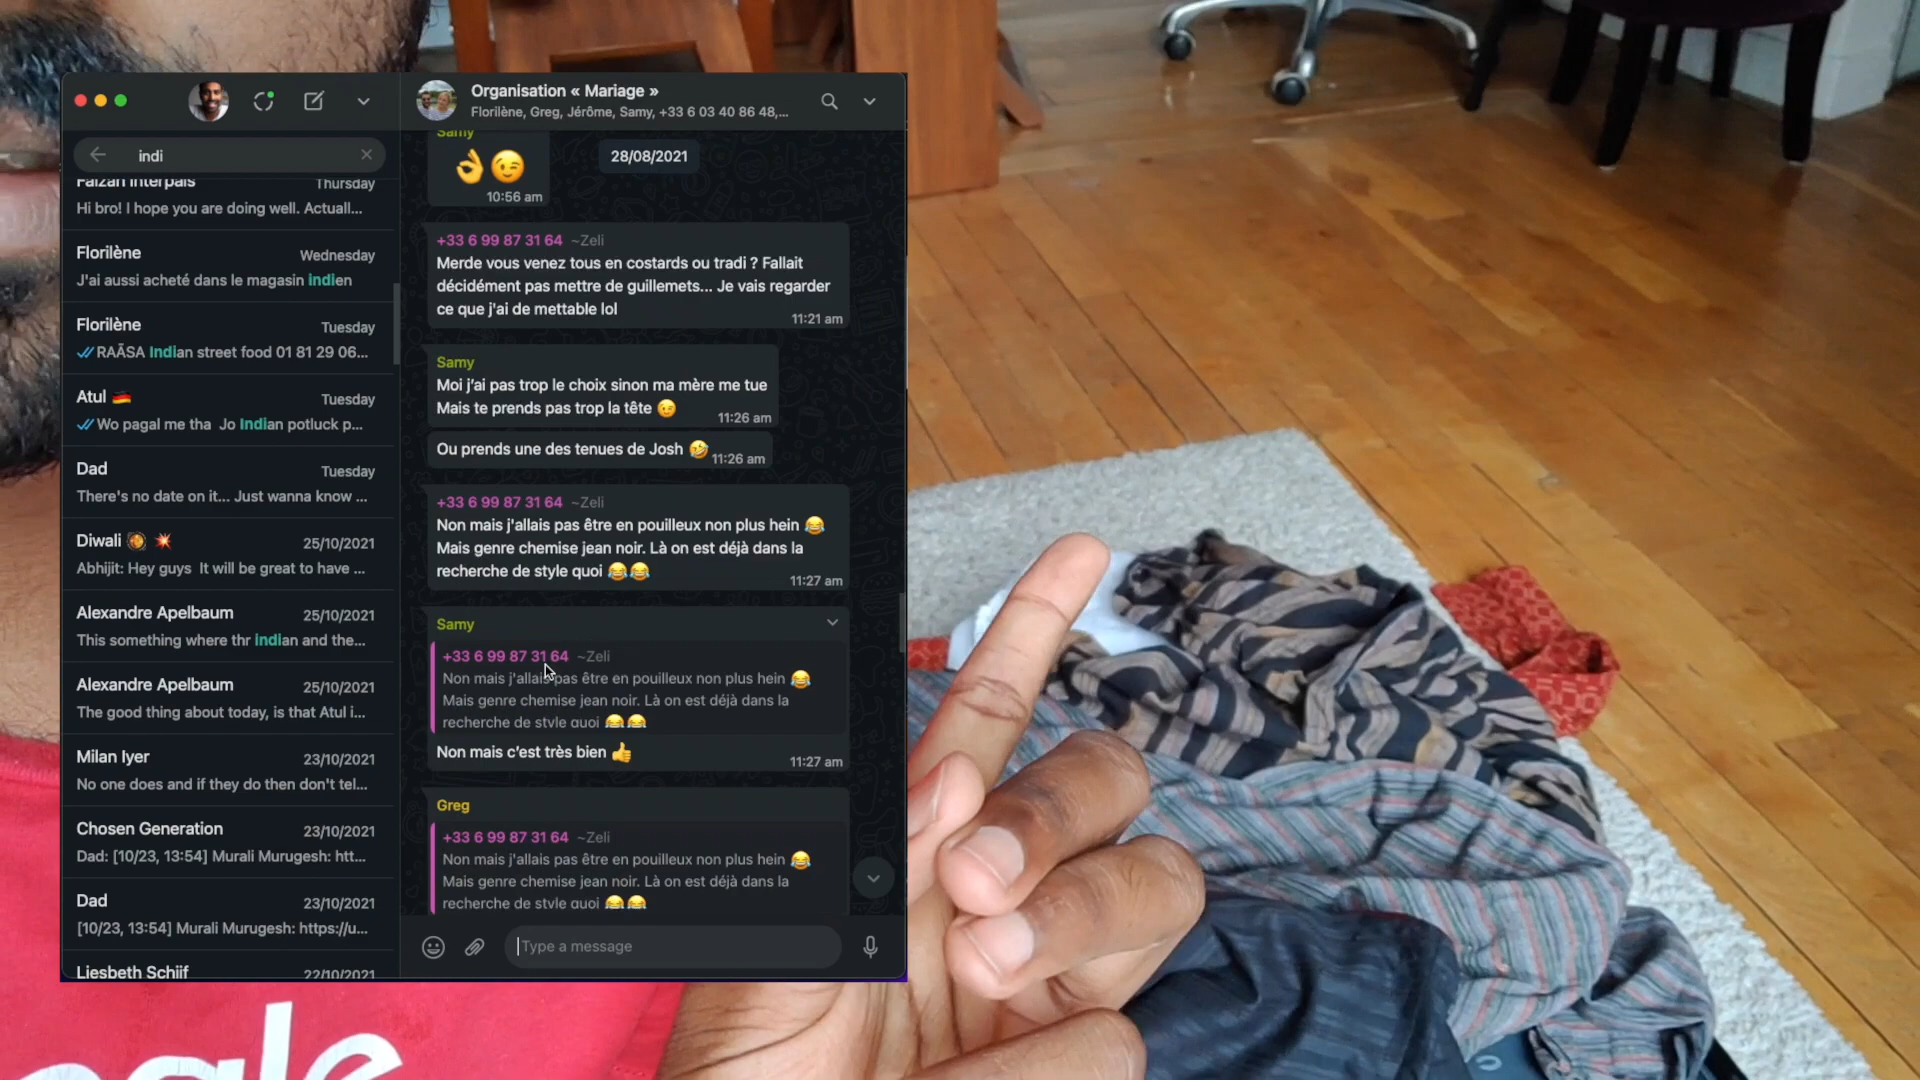 indi
Faizan Interpals Thursday
Hi bro! I hope you are doing well. Actuall...
Florilène Wednesday
J'ai aussi acheté dans le magasin indien
Florilène Tuesday
RAĀSA Indian street food 01 81 29 06...
Atul 🇩🇪 Tuesday
Wo pagal me tha Jo Indian potluck p...
Dad Tuesday
There's no date on it... Just wanna know ...
Diwali 🥘 💥 25/10/2021
Abhijit: Hey guys It will be great to have ...
Alexandre Apelbaum 25/10/2021
This something where thr Indian and the...
Alexandre Apelbaum 25/10/2021
The good thing about today, is that Atul i...
Milan Iyer 23/10/2021
No one does and if they do then don't tel...
Chosen Generation 23/10/2021
Dad: [10/23, 13:54] Murali Murugesh: htt...
Dad 23/10/2021
[10/23, 13:54] Murali Murugesh: https://u...
Liesbeth Schiif 22/10/2021
Organisation « Mariage »
Florilène, Greg, Jérôme, Samy, +33 6 03 40 86 48,...
Samy
28/08/2021
👌😉
10:56 am
+33 6 99 87 31 64 ~Zeli
Merde vous venez tous en costards ou tradi ? Fallait
décidément pas mettre de guillemets... Je vais regarder
ce que j'ai de mettable lol
11:21 am
Samy
Moi j'ai pas trop le choix sinon ma mère me tue
Mais te prends pas trop la tête 😉
11:26 am
Ou prends une des tenues de Josh 🤣
11:26 am
+33 6 99 87 31 64 ~Zeli
Non mais j'allais pas être en pouilleux non plus hein 😂
Mais genre chemise jean noir. Là on est déjà dans la
recherche de style quoi 😂😂
11:27 am
Samy
+33 6 99 87 31 64 ~Zeli
Non mais j'allais pas être en pouilleux non plus hein 😂
Mais genre chemise jean noir. Là on est déjà dans la
recherche de style quoi 😂😂
Non mais c'est très bien 👍
11:27 am
Greg
+33 6 99 87 31 64 ~Zeli
Non mais j'allais pas être en pouilleux non plus hein 😂
Mais genre chemise jean noir. Là on est déjà dans la
recherche de style quoi 😂😂
Type a message